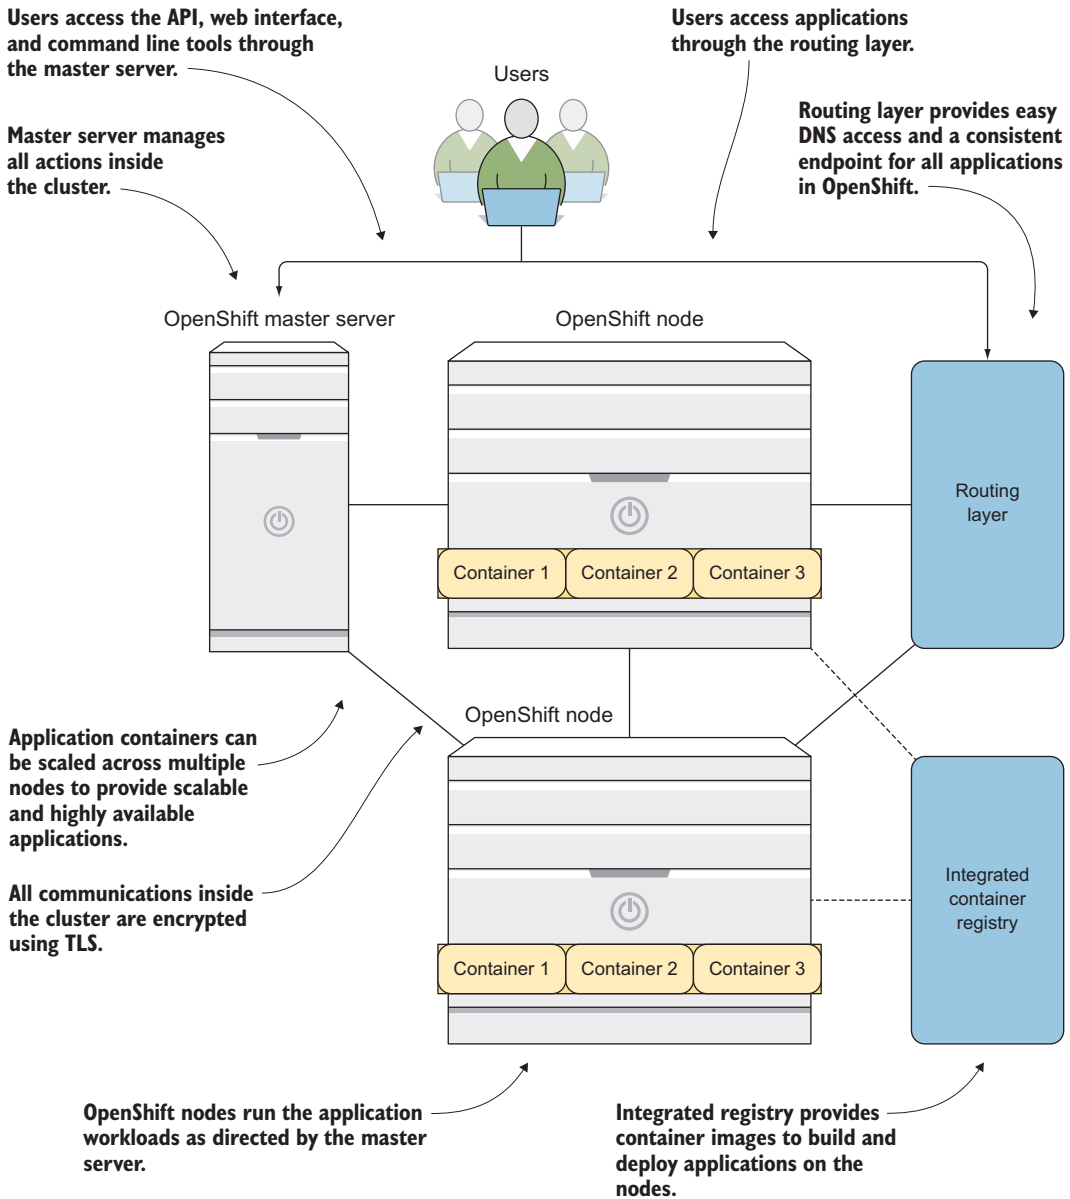 Users access the API, web interface,
and command line tools through
the master server.
Users access applications
through the routing layer.
Users
Routing layer provides easy
DNS access and a consistent
endpoint for all applications
in OpenShift.
Master server manages
all actions inside
the cluster.
OpenShift master server
OpenShift node
Routing
layer
Container 1
Container 2
Container 3
OpenShift node
Application containers can
be scaled across multiple
nodes to provide scalable
and highly available
applications.
All communications inside
the cluster are encrypted
using TLS.
Integrated
container
registry
Container 1
Container 2
Container 3
OpenShift nodes run the application
workloads as directed by the master
server.
Integrated registry provides
container images to build and
deploy applications on the
nodes.